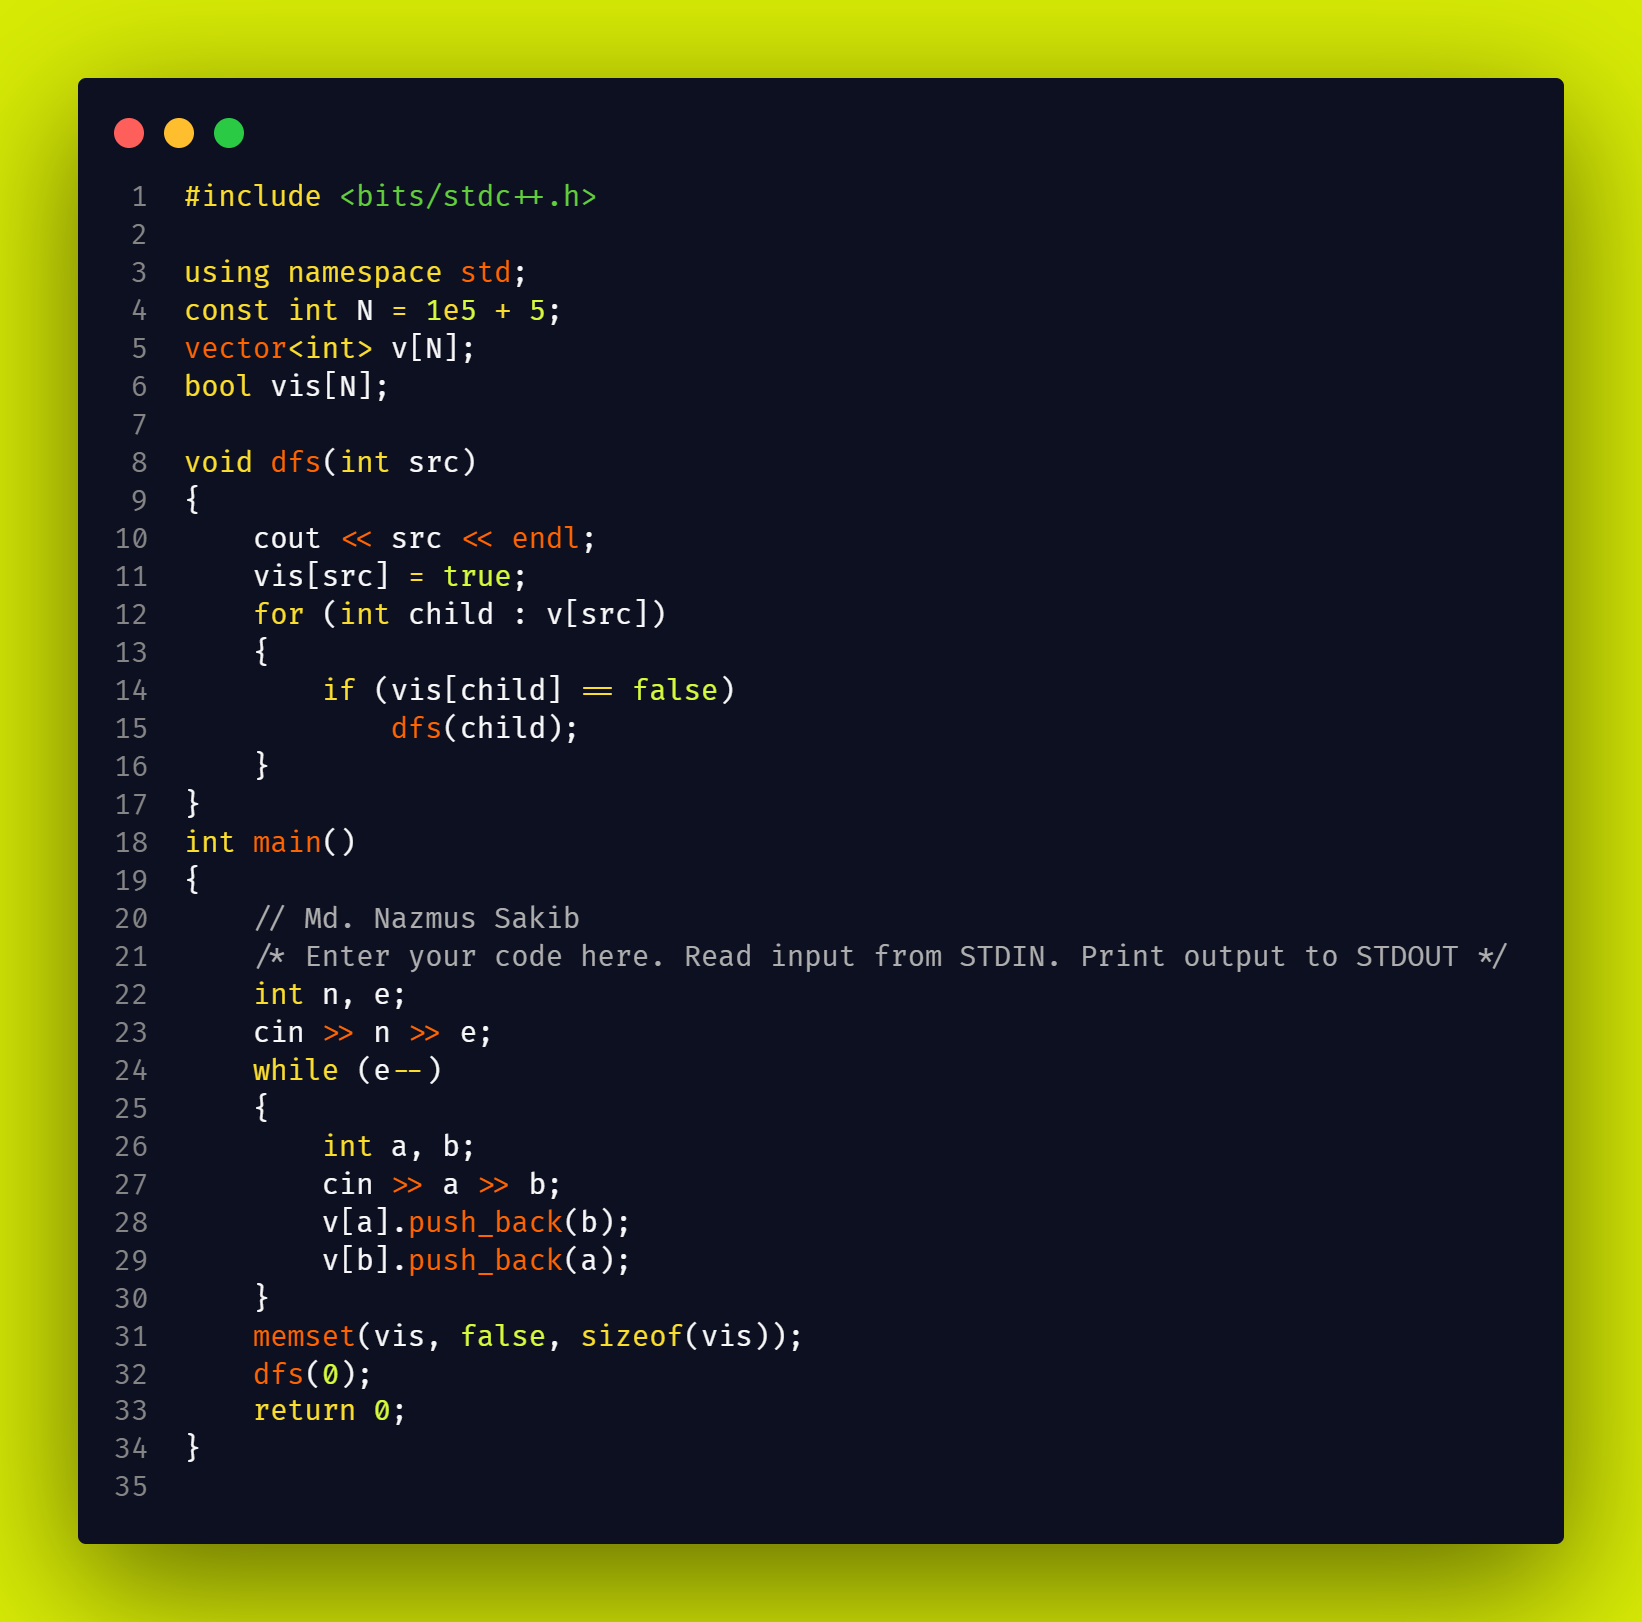 1 #include <bits/stdc++.h>
2
3 using namespace std;
4 const int N = 1e5 + 5;
5 vector<int> v[N];
6 bool vis[N];
7
8 void dfs(int src)
9 {
10     cout << src << endl;
11     vis[src] = true;
12     for (int child : v[src])
13     {
14         if (vis[child] == false)
15             dfs(child);
16     }
17 }
18 int main()
19 {
20     // Md. Nazmus Sakib
21     /* Enter your code here. Read input from STDIN. Print output to STDOUT */
22     int n, e;
23     cin >> n >> e;
24     while (e--)
25     {
26         int a, b;
27         cin >> a >> b;
28         v[a].push_back(b);
29         v[b].push_back(a);
30     }
31     memset(vis, false, sizeof(vis));
32     dfs(0);
33     return 0;
34 }
35